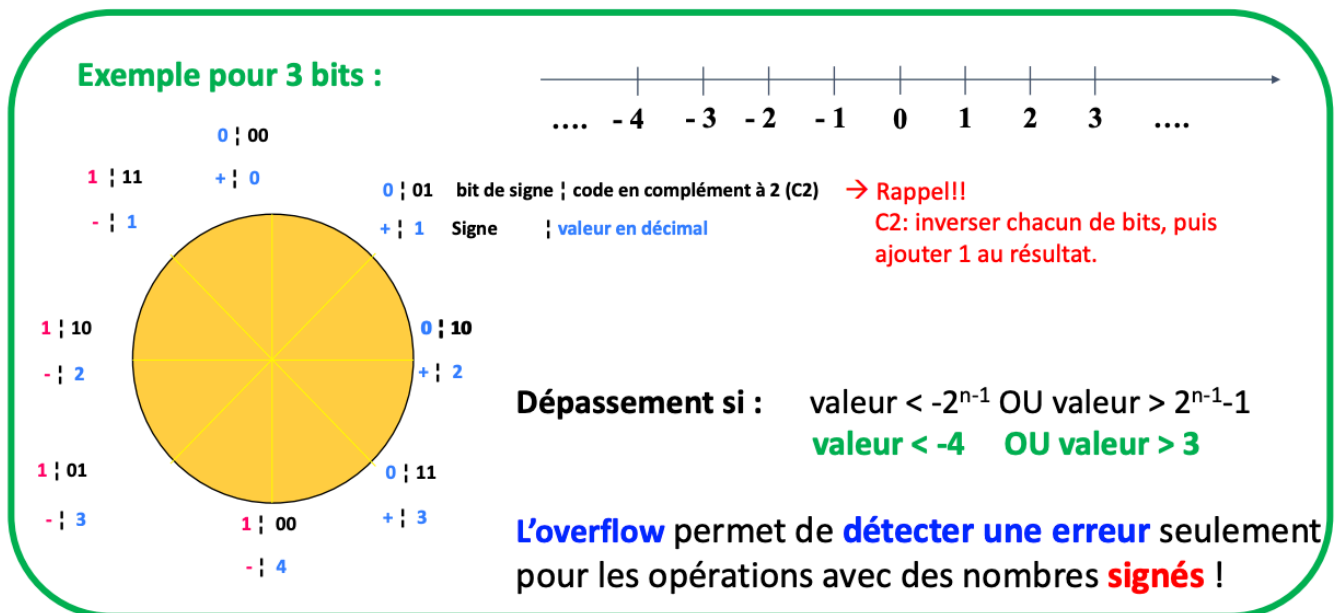 Exemple pour 3 bits :
.... - 4 - 3 - 2 - 1 0 1 2 3 ....
0 ¦ 00
+ ¦ 0
1 ¦ 11
- ¦ 1
0 ¦ 01 bit de signe ¦ code en complément à 2 (C2)
+ ¦ 1 Signe ¦ valeur en décimal
→ Rappel!!
C2: inverser chacun de bits, puis
ajouter 1 au résultat.
1 ¦ 10
- ¦ 2
0 ¦ 10
+ ¦ 2
1 ¦ 01
- ¦ 3
0 ¦ 11
+ ¦ 3
1 ¦ 00
- ¦ 4
Dépassement si : valeur < -2ⁿ⁻¹ OU valeur > 2ⁿ⁻¹-1
valeur < -4 OU valeur > 3
L’overflow permet de détecter une erreur seulement
pour les opérations avec des nombres signés !